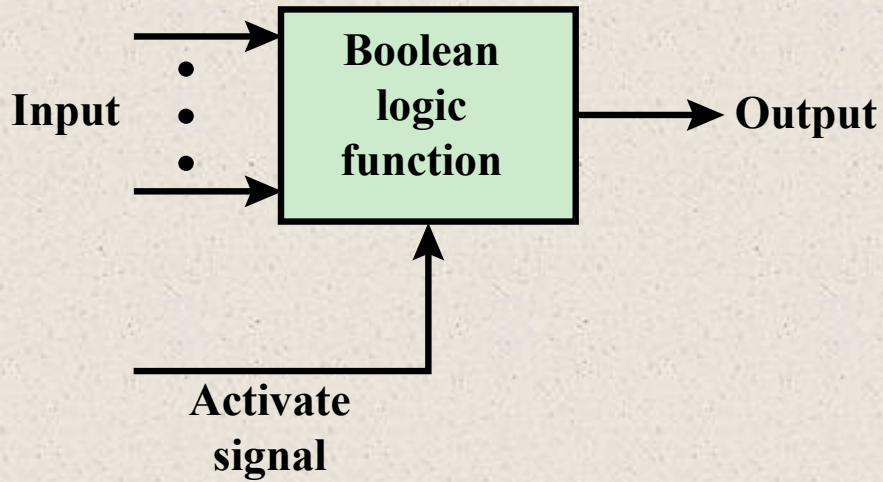 Boolean
logic
function
Input
Output
Activate
signal